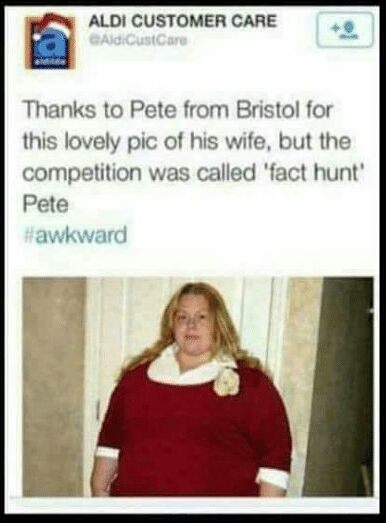 ALDI CUSTOMER CARE
@AldiCustCare
Thanks to Pete from Bristol for
this lovely pic of his wife, but the
competition was called 'fact hunt'
Pete
#awkward